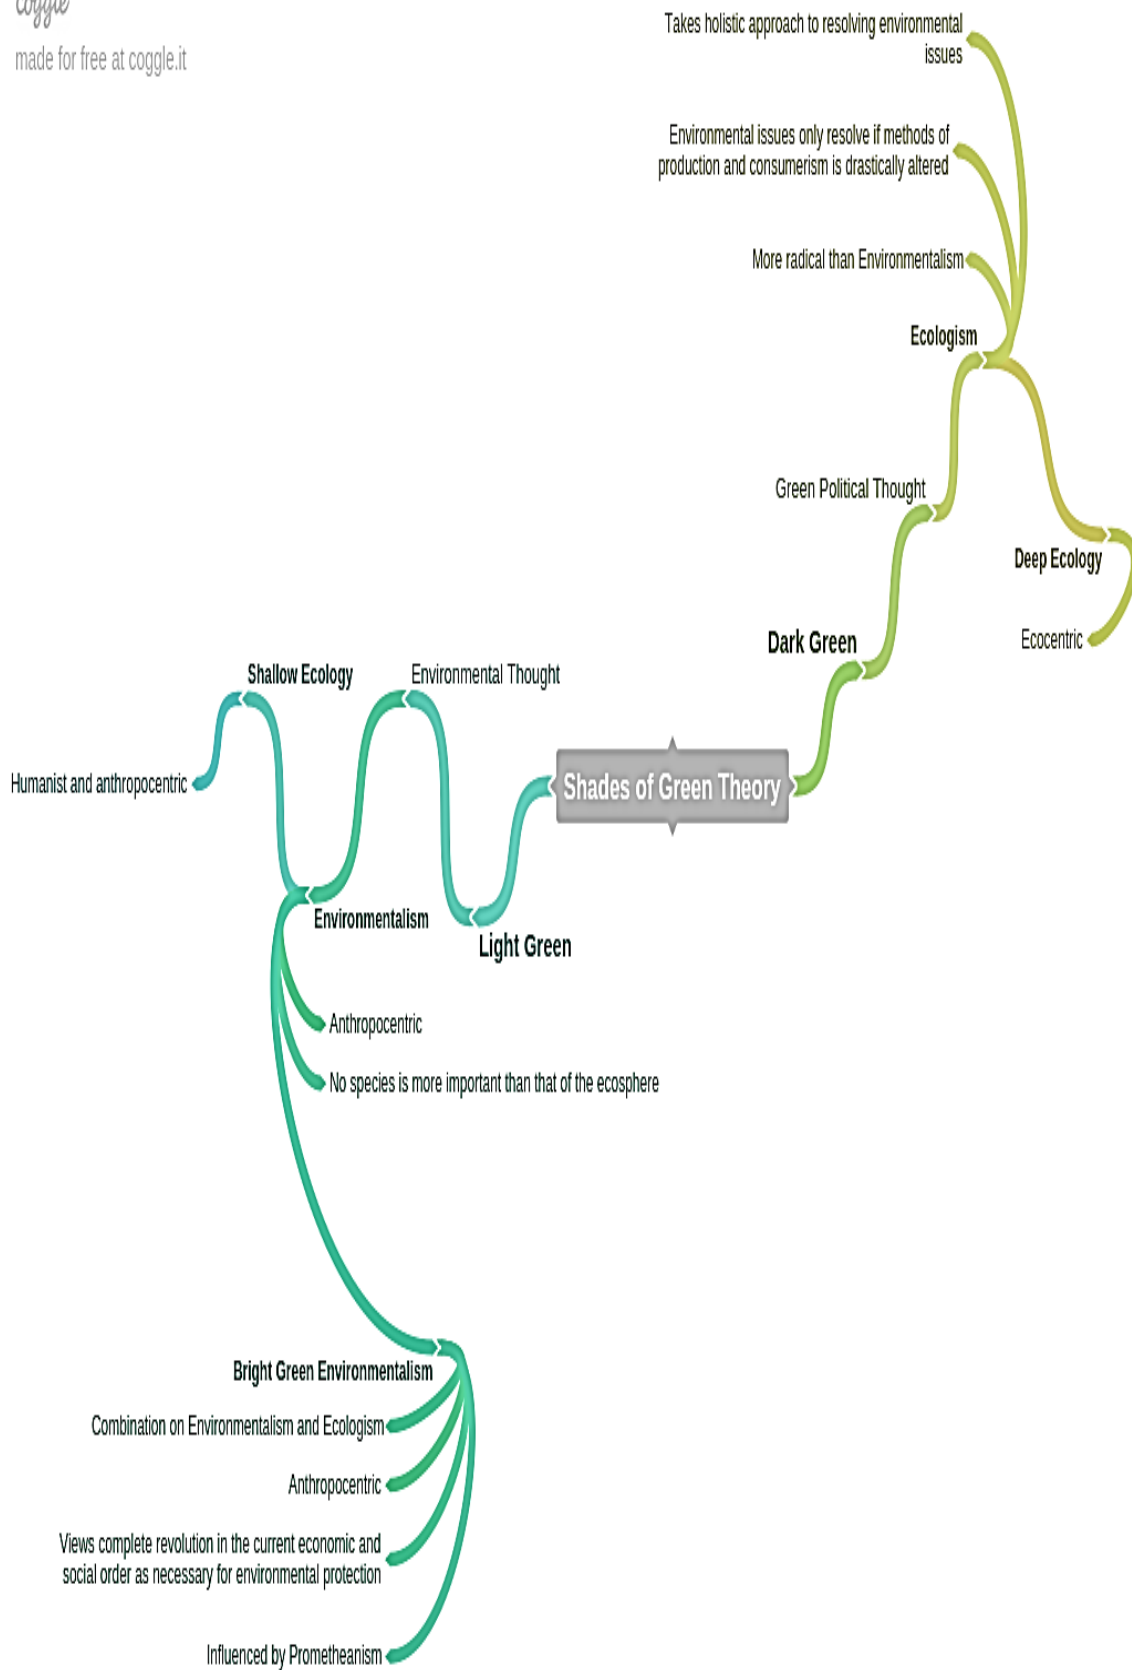 coggle
made for free at coggle.it
Takes holistic approach to resolving environmental
issues
Environmental issues only resolve if methods of
production and consumerism is drastically altered
More radical than Environmentalism
Ecologism
Green Political Thought
Deep Ecology
Ecocentric
Dark Green
Shallow Ecology
Environmental Thought
Humanist and anthropocentric
Shades of Green Theory
Environmentalism
Light Green
Anthropocentric
No species is more important than that of the ecosphere
Bright Green Environmentalism
Combination on Environmentalism and Ecologism
Anthropocentric
Views complete revolution in the current economic and
social order as necessary for environmental protection
Influenced by Prometheanism